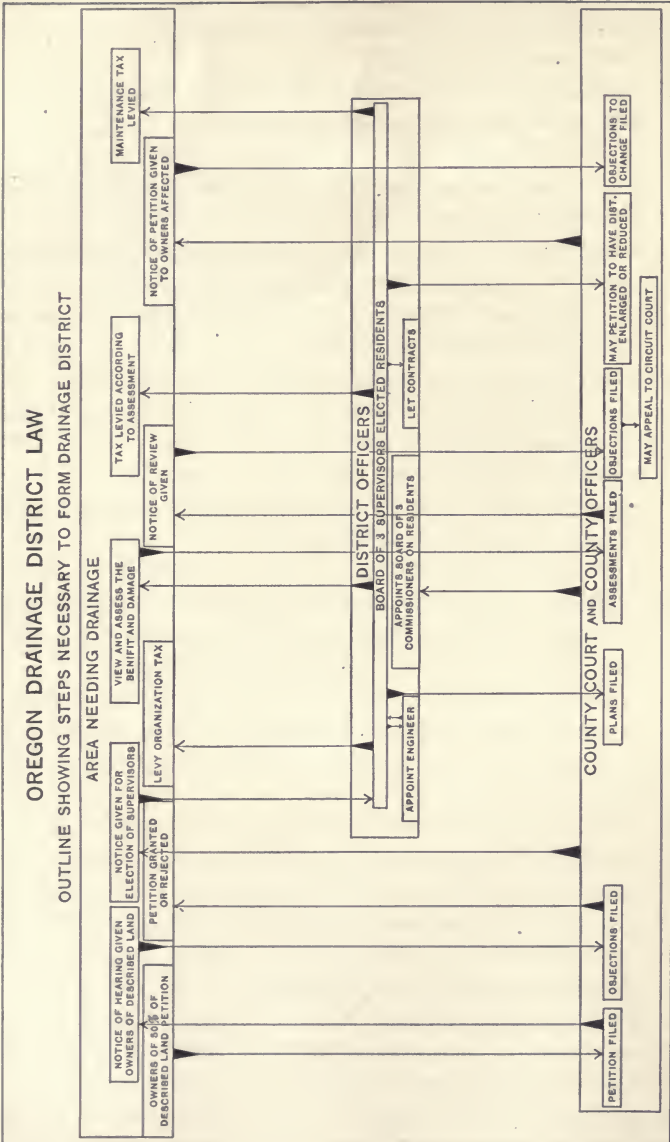 OREGON DRAINAGE DISTRICT LAW
OUTLINE SHOWING STEPS NECESSARY TO FORM DRAINAGE DISTRICT
AREA NEEDING DRAINAGE
NOTICE OF HEARING GIVEN
OWNERS OF DESCRIBED LAND
NOTICE GIVEN FOR
ELECTION OF SUPERVISORS
VIEW AND ASSESS THE
BENIFIT AND DAMAGE
TAX LEVIED ACCORDING
TO ASSESSMENT
MAINTENANCE TAX
LEVIED
OWNERS OF 50% OF
DESCRIBED LAND PETITION
PETITION GRANTED
OR REJECTED
LEVY ORGANIZATION TAX
NOTICE OF REVIEW
GIVEN
NOTICE OF PETITION GIVEN
TO OWNERS AFFECTED
DISTRICT OFFICERS
BOARD OF 3 SUPERVISORS ELECTED RESIDENTS
APPOINT ENGINEER
APPOINTS BOARD OF 3
COMMISSIONERS ON RESIDENTS
LET CONTRACTS
COUNTY COURT AND COUNTY OFFICERS
PETITION FILED
OBJECTIONS FILED
PLANS FILED
ASSESSMENTS FILED
OBJECTIONS FILED
MAY PETITION TO HAVE DIST.
ENLARGED OR REDUCED
OBJECTIONS TO
CHANGE FILED
MAY APPEAL TO CIRCUIT COURT